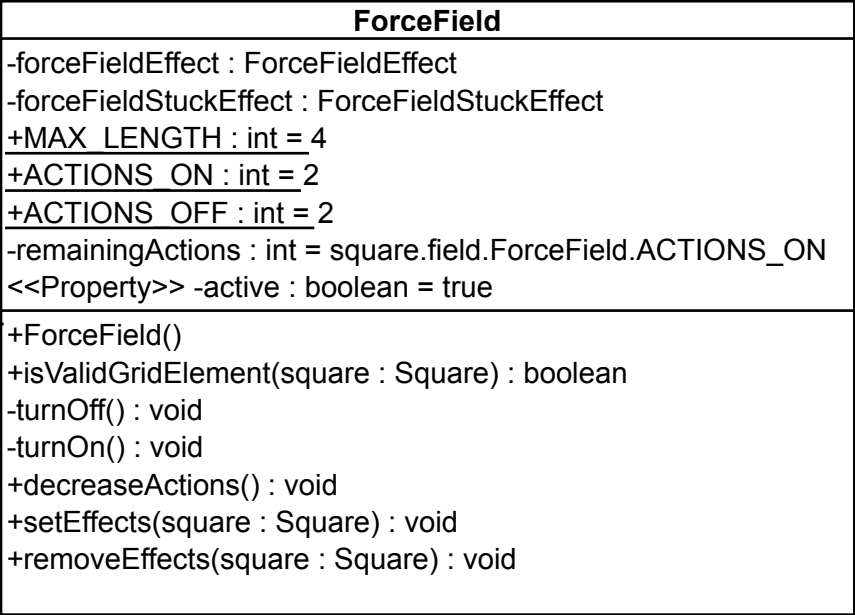 ForceField
-forceFieldEffect : ForceFieldEffect
-forceFieldStuckEffect : ForceFieldStuckEffect
+MAX_LENGTH : int = 4
+ACTIONS_ON : int = 2
+ACTIONS_OFF : int = 2
-remainingActions : int = square.field.ForceField.ACTIONS_ON
<<Property>> -active : boolean = true
+ForceField()
+isValidGridElement(square : Square) : boolean
-turnOff() : void
-turnOn() : void
+decreaseActions() : void
+setEffects(square : Square) : void
+removeEffects(square : Square) : void